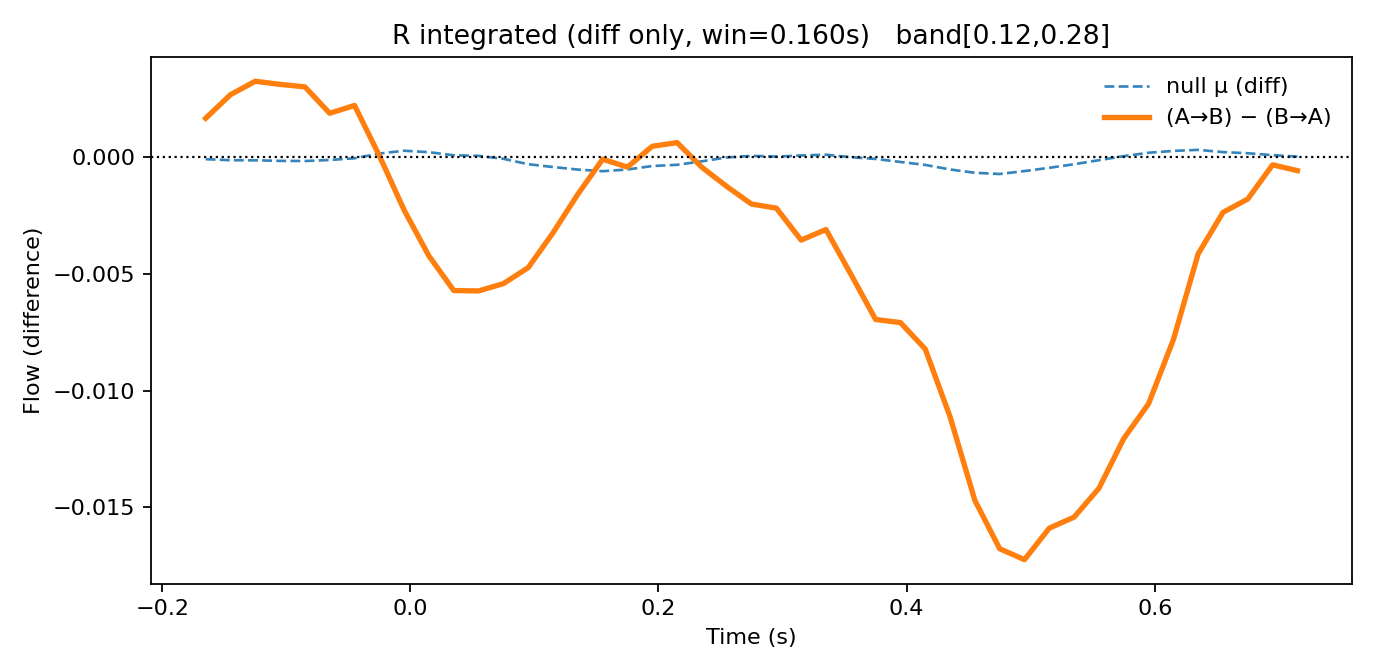 R integrated (diff only, win=0.160s)   band[0.12,0.28]
null μ (diff)
(A→B) − (B→A)
Flow (difference)
0.000
−0.005
−0.010
−0.015
−0.2
0.0
0.2
0.4
0.6
Time (s)